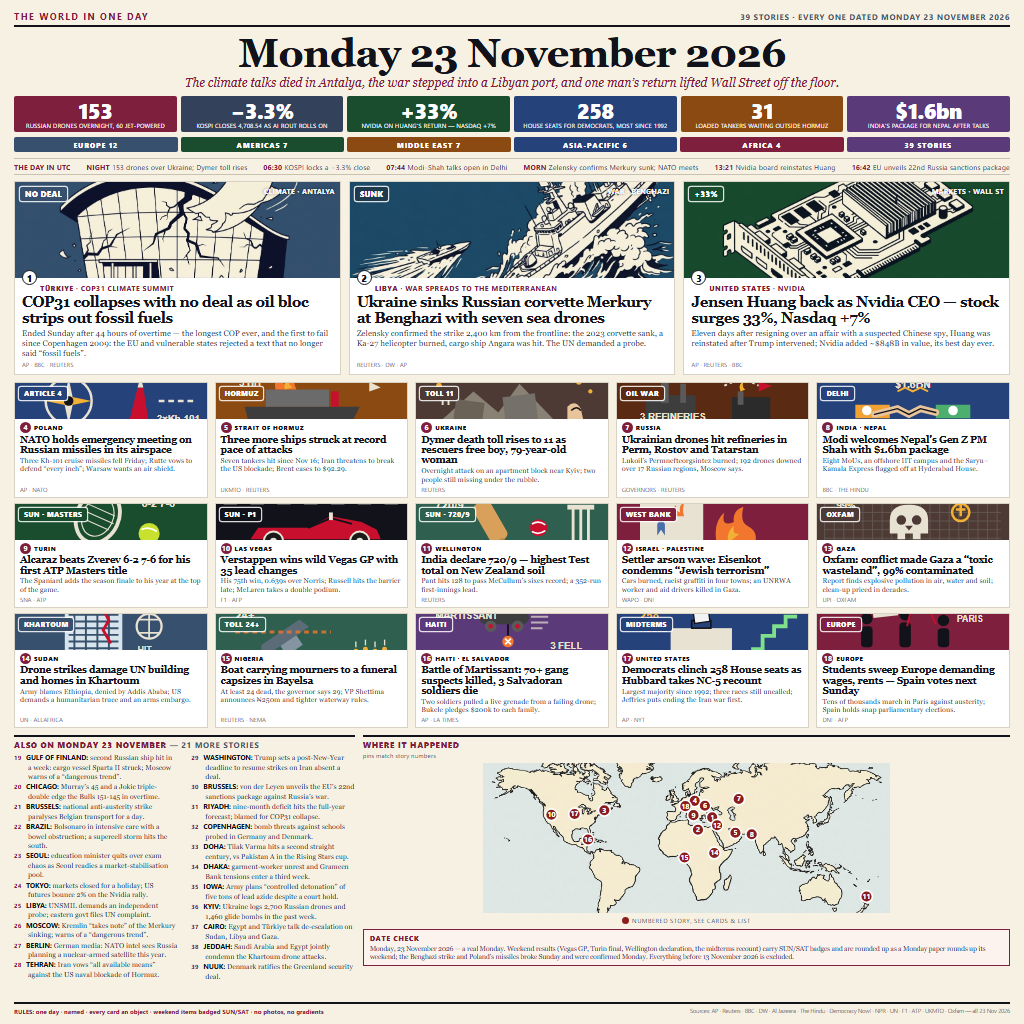 THE WORLD IN ONE DAY
39 STORIES · EVERY ONE DATED MONDAY 23 NOVEMBER 2026
Monday 23 November 2026
The climate talks died in Antalya, the war stepped into a Libyan port, and one man's return lifted Wall Street off the floor.
153
RUSSIAN DRONES OVERNIGHT, 60 JET-POWERED
−3.3%
KOSPI CLOSES 4,708.54 AS AI ROUT ROLLS ON
+33%
NVIDIA ON HUANG'S RETURN — NASDAQ +7%
258
HOUSE SEATS FOR DEMOCRATS, MOST SINCE 1992
31
LOADED TANKERS WAITING OUTSIDE HORMUZ
$1.6bn
INDIA'S PACKAGE FOR NEPAL AFTER TALKS
EUROPE 12
AMERICAS 7
MIDDLE EAST 7
ASIA-PACIFIC 6
AFRICA 4
39 STORIES
THE DAY IN UTC
NIGHT 153 drones over Ukraine; Dymer toll rises
06:30 KOSPI locks a -3.3% close
07:44 Modi-Shah talks open in Delhi
MORN Zelensky confirms Merkury sunk; NATO meets
13:21 Nvidia board reinstates Huang
16:42 EU unveils 22nd Russia sanctions package
NO DEAL
CLIMATE · ANTALYA
1
TÜRKIYE · COP31 CLIMATE SUMMIT
COP31 collapses with no deal as oil bloc
strips out fossil fuels
Ended Sunday after 44 hours of overtime — the longest COP ever, and the first to fail
since Copenhagen 2009: the EU and vulnerable states rejected a text that no longer
said "fossil fuels".
AP · BBC · REUTERS
SUNK
BENGHAZI
2
LIBYA · WAR SPREADS TO THE MEDITERRANEAN
Ukraine sinks Russian corvette Merkury
at Benghazi with seven sea drones
Zelensky confirmed the strike 2,400 km from the frontline: the 2023 corvette sank, a
Ka-27 helicopter burned, cargo ship Angara was hit. The UN demanded a probe.
REUTERS · DW · AP
+33%
MARKETS · WALL ST
3
UNITED STATES · NVIDIA
Jensen Huang back as Nvidia CEO — stock
surges 33%, Nasdaq +7%
Eleven days after resigning over an affair with a suspected Chinese spy, Huang was
reinstated after Trump intervened; Nvidia added ~$848B in value, its best day ever.
AP · REUTERS · BBC
ARTICLE 4
2xKh-101
4 POLAND
NATO holds emergency meeting on
Russian missiles in its airspace
Three Kh-101 cruise missiles fell Friday; Rutte vows to
defend "every inch"; Warsaw wants an air shield.
AP · NATO
HORMUZ
5 STRAIT OF HORMUZ
Three more ships struck at record
pace of attacks
Seven tankers hit since Nov 16; Iran threatens to break
the US blockade; Brent eases to $92.29.
UKMTO · REUTERS
TOLL 11
6 UKRAINE
Dymer death toll rises to 11 as
rescuers free boy, 79-year-old
woman
Overnight attack on an apartment block near Kyiv; two
people still missing under the rubble.
REUTERS
OIL WAR
3 REFINERIES
7 RUSSIA
Ukrainian drones hit refineries in
Perm, Rostov and Tatarstan
Lukoil's Permnefteorgsintez burned; 192 drones downed
over 17 Russian regions, Moscow says.
GOVERNORS · REUTERS
DELHI
$1.6BN
8 INDIA · NEPAL
Modi welcomes Nepal's Gen Z PM
Shah with $1.6bn package
Eight MoUs, an offshore IIT campus and the Saryu-
Kamala Express flagged off at Hyderabad House.
BBC · THE HINDU
SUN · MASTERS
6-2 7-6
9 TURIN
Alcaraz beats Zverev 6-2 7-6 for his
first ATP Masters title
The Spaniard adds the season finale to his year at the top
of the game.
SNA · ATP
SUN · P1
10 LAS VEGAS
Verstappen wins wild Vegas GP with
35 lead changes
His 75th win, 0.639s over Norris; Russell hits the barrier
late; McLaren takes a double podium.
F1 · ATP
SUN · 720/9
11 WELLINGTON
India declare 720/9 — highest Test
total on New Zealand soil
Pant hits 128 to pass McCullum's sixes record; a 352-run
first-innings lead.
REUTERS
WEST BANK
12 ISRAEL · PALESTINE
Settler arson wave: Eisenkot
condemns "Jewish terrorism"
Cars burned, racist graffiti in four towns; an UNRWA
worker and aid drivers killed in Gaza.
WAPO · DNI
OXFAM
13 GAZA
Oxfam: conflict made Gaza a "toxic
wasteland", 99% contaminated
Report finds explosive pollution in air, water and soil;
clean-up priced in decades.
UPI · OXFAM
KHARTOUM
HIT
14 SUDAN
Drone strikes damage UN building
and homes in Khartoum
Army blames Ethiopia, denied by Addis Ababa; US
demands a humanitarian truce and an arms embargo.
UN · ALLAFRICA
TOLL 24+
15 NIGERIA
Boat carrying mourners to a funeral
capsizes in Bayelsa
At least 24 dead, the governor says 29; VP Shettima
announces ₦250m and tighter waterway rules.
REUTERS · NEMA
HAITI
MARTISSANT
3 FELL
16 HAITI · EL SALVADOR
Battle of Martissant: 70+ gang
suspects killed, 3 Salvadoran
soldiers die
Two soldiers pulled a live grenade from a failing drone;
Bukele pledges $200k to each family.
AP · LA TIMES
MIDTERMS
258
17 UNITED STATES
Democrats clinch 258 House seats as
Hubbard takes NC-5 recount
Largest majority since 1992; three races still uncalled;
Jeffries puts ending the Iran war first.
AP · NYT
EUROPE
PARIS
18 EUROPE
Students sweep Europe demanding
wages, rents — Spain votes next
Sunday
Tens of thousands march in Paris against austerity;
Spain holds snap parliamentary elections.
DNI · AFP
ALSO ON MONDAY 23 NOVEMBER — 21 MORE STORIES
19 GULF OF FINLAND: second Russian ship hit in
a week: cargo vessel Sparta II struck; Moscow
warns of a "dangerous trend".
20 CHICAGO: Murray's 45 and a Jokic triple-
double edge the Bulls 151-145 in overtime.
21 BRUSSELS: national anti-austerity strike
paralyses Belgian transport for a day.
22 BRAZIL: Bolsonaro in intensive care with a
bowel obstruction; a supercell storm hits the
south.
23 SEOUL: education minister quits over exam
chaos as Seoul readies a market-stabilisation
pool.
24 TOKYO: markets closed for a holiday; US
futures bounce 2% on the Nvidia rally.
25 LIBYA: UNSMIL demands an independent
probe; eastern govt files UN complaint.
26 MOSCOW: Kremlin "takes note" of the Merkury
sinking; warns of a "dangerous trend".
27 BERLIN: German media: NATO intel sees Russia
planning a nuclear-armed satellite this year.
28 TEHRAN: Iran vows "all available means"
against the US naval blockade of Hormuz.
29 WASHINGTON: Trump sets a post-New-Year
deadline to resume strikes on Iran absent a
deal.
30 BRUSSELS: von der Leyen unveils the EU's 22nd
sanctions package against Russia's war.
31 RIYADH: nine-month deficit hits the full-year
forecast; blamed for COP31 collapse.
32 COPENHAGEN: bomb threats against schools
probed in Germany and Denmark.
33 DOHA: Tilak Varma hits a second straight
century, vs Pakistan A in the Rising Stars cup.
34 DHAKA: garment-worker unrest and Grameen
Bank tensions enter a third week.
35 IOWA: Army plans "controlled detonation" of
five tons of lead azide despite a court hold.
36 KYIV: Ukraine logs 2,700 Russian drones and
1,460 glide bombs in the past week.
37 CAIRO: Egypt and Türkiye talk de-escalation on
Sudan, Libya and Gaza.
38 JEDDAH: Saudi Arabia and Egypt jointly
condemn the Khartoum drone attacks.
39 NUUK: Denmark ratifies the Greenland security
deal.
WHERE IT HAPPENED
pins match story numbers
10 17 3 16 18 4 6 9 1 7 2 12 5 8 15 14 11
NUMBERED STORY, SEE CARDS & LIST
DATE CHECK
Monday, 23 November 2026 — a real Monday. Weekend results (Vegas GP, Turin final, Wellington declaration, the midterms recount) carry SUN/SAT badges and are rounded up as a Monday paper rounds up its
weekend; the Benghazi strike and Poland's missiles broke Sunday and were confirmed Monday. Everything before 13 November 2026 is excluded.
RULES: one day · named · every card an object · weekend items badged SUN/SAT · no photos, no gradients
Sources: AP · Reuters · BBC · DW · Al Jazeera · The Hindu · Democracy Now! · NPR · UN · F1 · ATP · UKMTO · Oxfam — all 23 Nov 2026